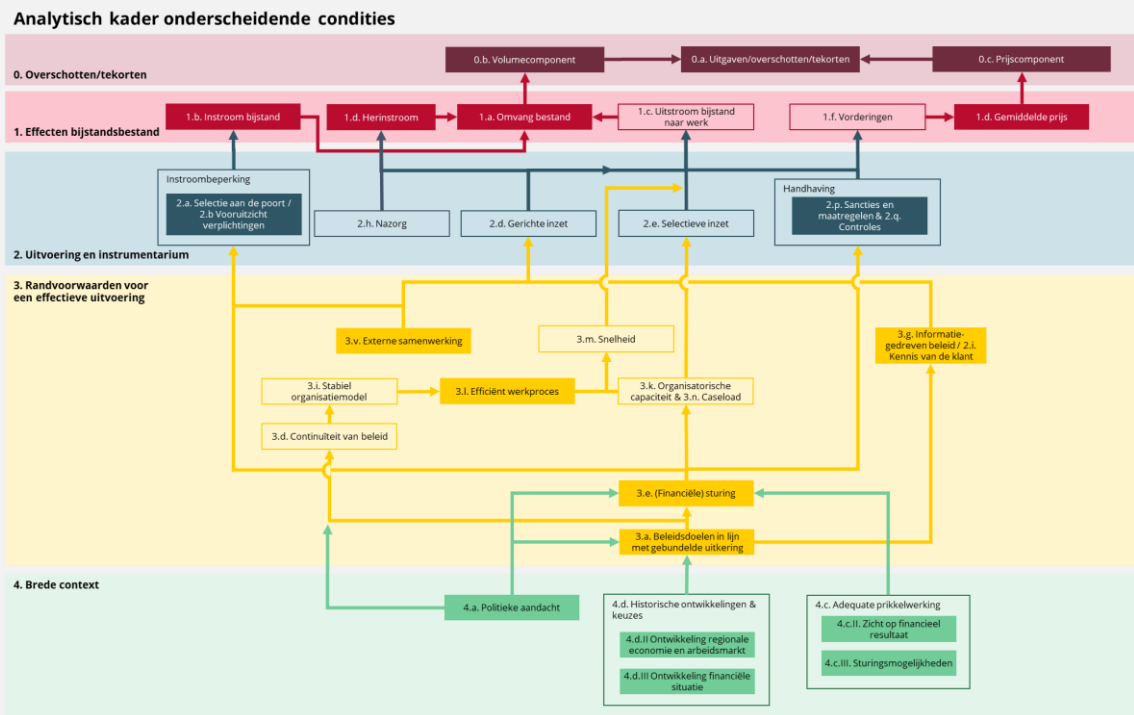 Analytisch kader onderscheidende condities
0.b. Volumecomponent
0.a. Uitgaven/overschotten/tekorten
0.c. Prijscomponent
0. Overschotten/tekorten
1.b. Instroom bijstand
1.d. Herinstroom
1.a. Omvang bestand
1.c. Uitstroom bijstand
naar werk
1.f. Vorderingen
1.d. Gemiddelde prijs
1. Effecten bijstandsbestand
Instroombeperking
2.a. Selectie aan de poort /
2.b Vooruitzicht
verplichtingen
2.h. Nazorg
2.d. Gerichte inzet
2.e. Selectieve inzet
Handhaving
2.p. Sancties en
maatregelen & 2.q.
Controles
2. Uitvoering en instrumentarium
3. Randvoorwaarden voor
een effectieve uitvoering
3.v. Externe samenwerking
3.m. Snelheid
3.g. Informatie-
gedreven beleid / 2.i.
Kennis van de klant
3.i. Stabiel
organisatiemodel
3.l. Efficiënt werkproces
3.k. Organisatorische
capaciteit & 3.n. Caseload
3.d. Continuïteit van beleid
3.e. (Financiële) sturing
3.a. Beleidsdoelen in lijn
met gebundelde uitkering
4. Brede context
4.a. Politieke aandacht
4.d. Historische ontwikkelingen &
keuzes
4.d.II Ontwikkeling regionale
economie en arbeidsmarkt
4.d.III Ontwikkeling financiële
situatie
4.c. Adequate prikkelwerking
4.c.II. Zicht op financieel
resultaat
4.c.III. Sturingsmogelijkheden